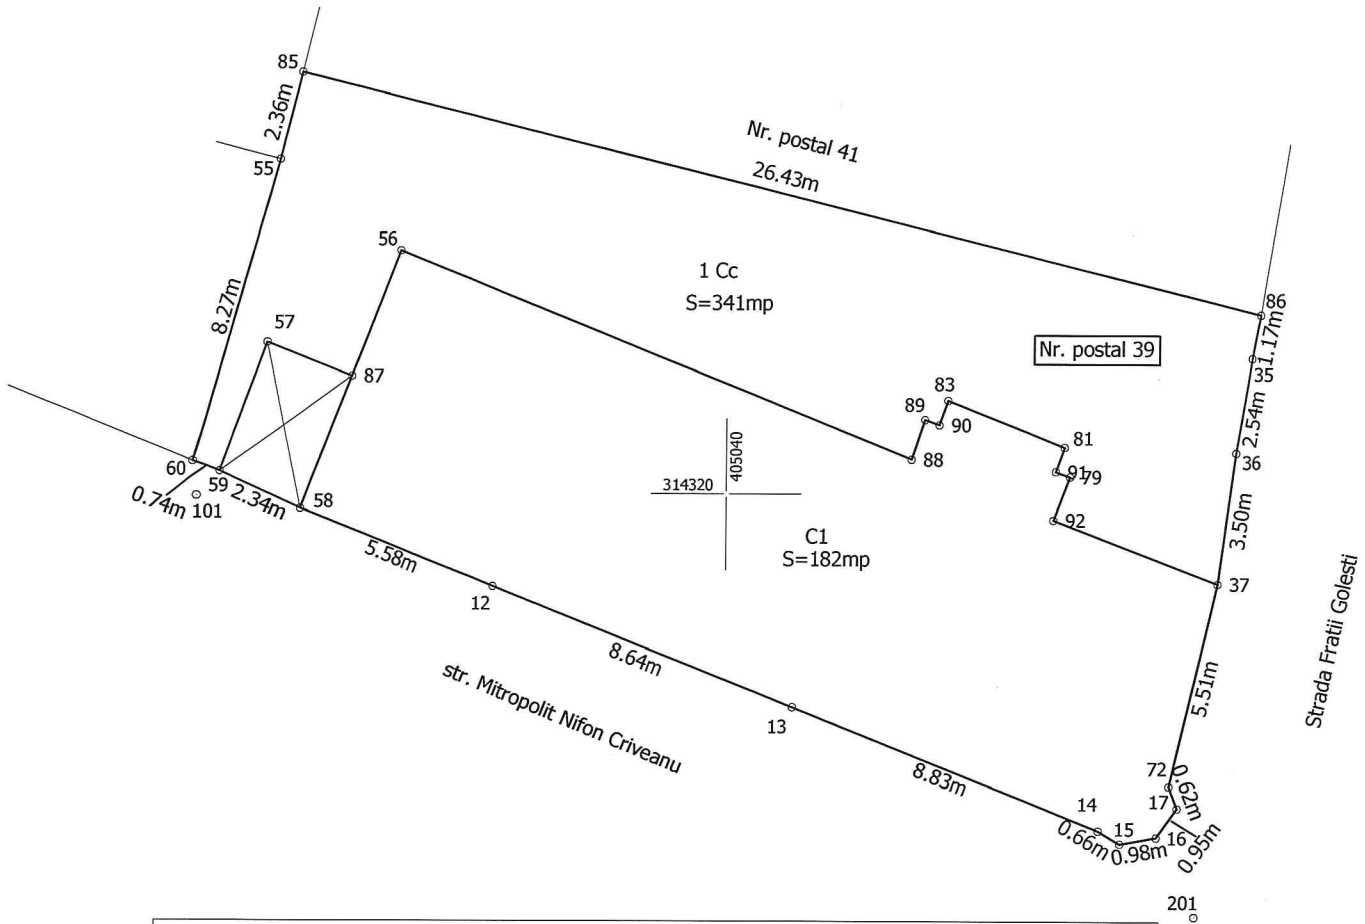 85
2.36m
55
Nr. postal 41
26.43m
56
1 Cc
S=341mp
86
1.17m
35
Nr. postal 39
8.27m
57
87
83
89
90
81
2.54m
36
88
91
79
405040
314320
60
59
0.74m
101
2.34m
58
92
3.50m
C1
S=182mp
5.58m
37
12
Strada Fratii Golesti
8.64m
str. Mitropolit Nifon Criveanu
5.51m
13
8.83m
72
0.62m
17
14
0.66m
15
0.98m
16
0.95m
201